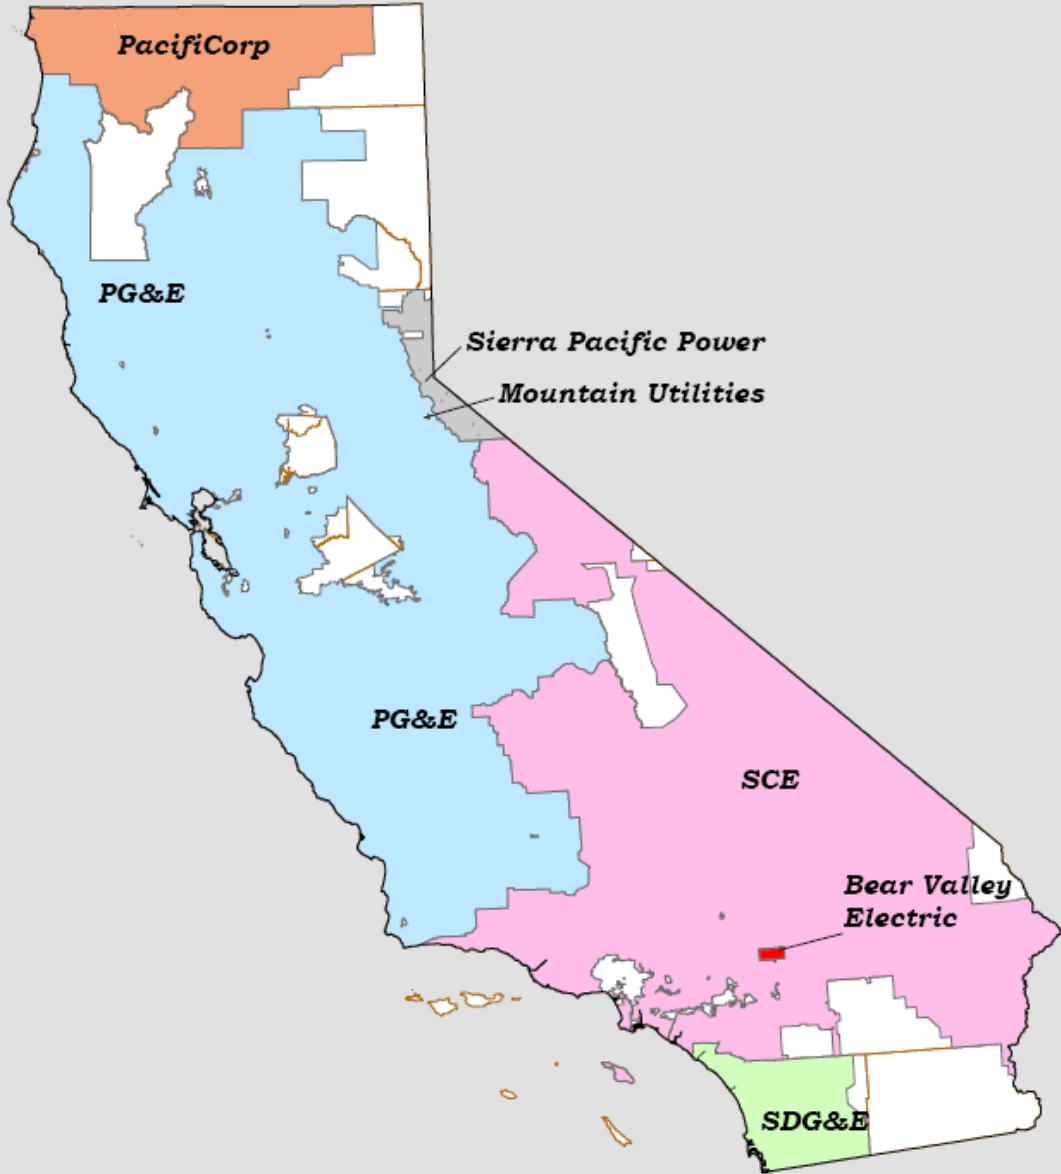 PacifiCorp
PG&E
Sierra Pacific Power
Mountain Utilities
PG&E
SCE
Bear Valley
Electric
SDG&E